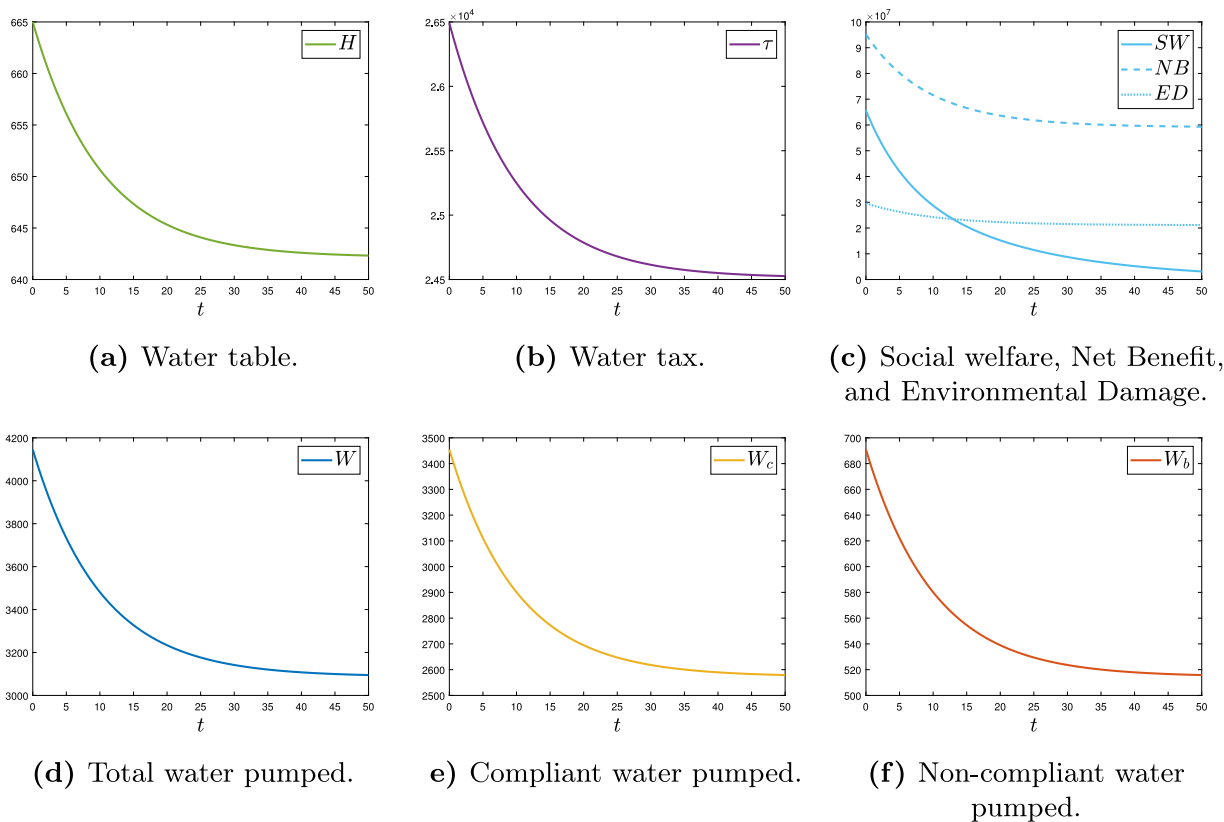 665
660
655
650
645
640
H
0 5 10 15 20 25 30 35 40 45 50
t
(a) Water table.
×10⁴
2.65
2.6
2.55
2.5
2.45
τ
0 5 10 15 20 25 30 35 40 45 50
t
(b) Water tax.
×10⁷
10
9
8
7
6
5
4
3
2
1
0
SW
NB
ED
0 5 10 15 20 25 30 35 40 45 50
t
(c) Social welfare, Net Benefit,
and Environmental Damage.
4200
4000
3800
3600
3400
3200
3000
W
0 5 10 15 20 25 30 35 40 45 50
t
(d) Total water pumped.
3500
3400
3300
3200
3100
3000
2900
2800
2700
2600
2500
W_c
0 5 10 15 20 25 30 35 40 45 50
t
e) Compliant water pumped.
700
680
660
640
620
600
580
560
540
520
500
W_b
0 5 10 15 20 25 30 35 40 45 50
t
(f) Non-compliant water
pumped.